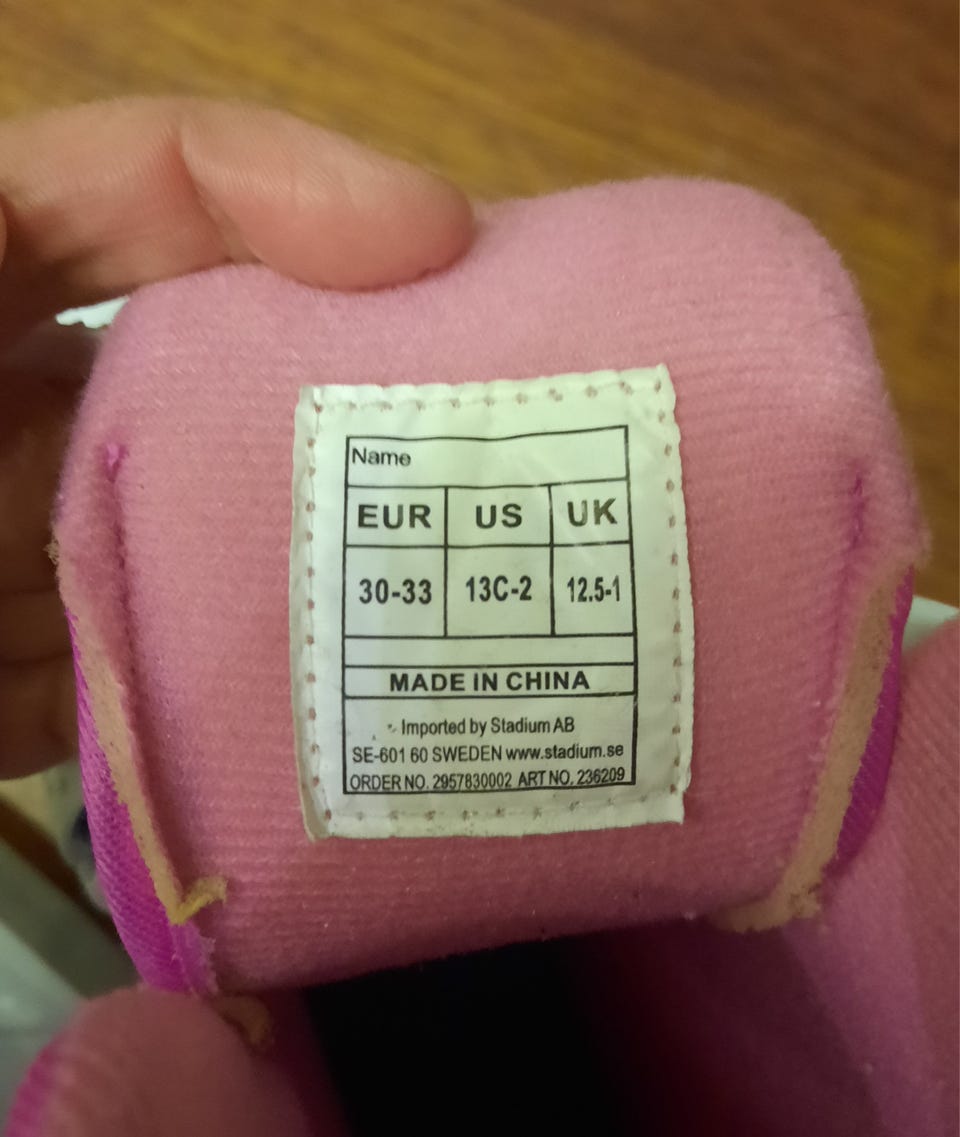 Name
EUR US UK
30-33 13C-2 12.5-1
MADE IN CHINA
Imported by Stadium AB
SE-601 60 SWEDEN www.stadium.se
ORDER NO. 2957830002 ART NO. 236209